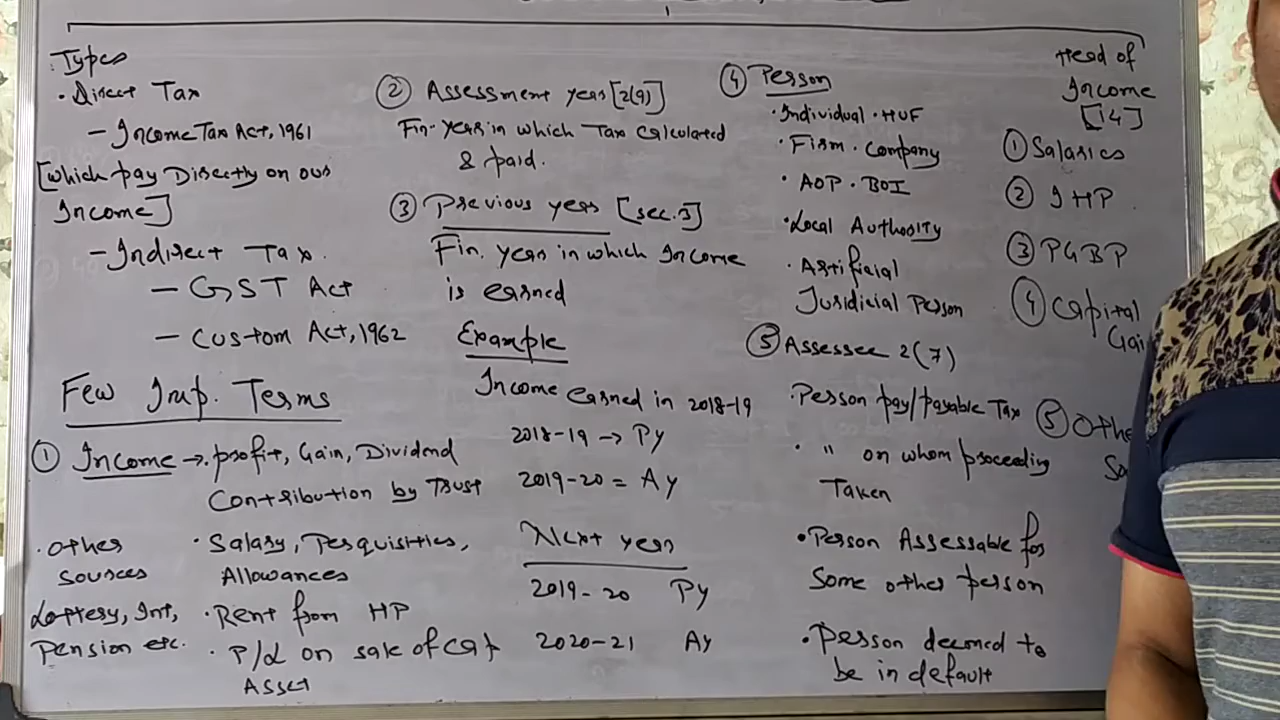 Types
• Direct Tax
– Income Tax Act, 1961
[which pay Directly on our
Income]
– Indirect Tax.
– GST Act
– Custom Act, 1962
Few Imp. Terms
① Income → profit, Gain, Dividend
Contribution by Trust
• Salary, Perquisities,
Allowances
• Rent from HP
• P/L on sale of cap
Asset
• Other
sources
Lottery, Int,
Pension etc.
② Assessment year [2(9)]
Fin. year in which Tax calculated
& paid.
③ Previous year [sec. 3]
Fin. year in which Income
is earned
Example
Income earned in 2018-19
2018-19 → Py
2019-20 = Ay
Next year
2019-20 Py
2020-21 Ay
④ Person
• Individual • HUF
• Firm • Company
• AOP • BOI
• Local Authority
• Artificial
Juridicial Person
⑤ Assessee 2(7)
• Person pay/payable Tax
• " on whom proceeding
Taken
• Person Assessable for
some other person
• Person deemed to
be in default
Head of
Income
[14]
① Salaries
② IHP
③ PGBP
④ Capital
Gai
⑤ Othe